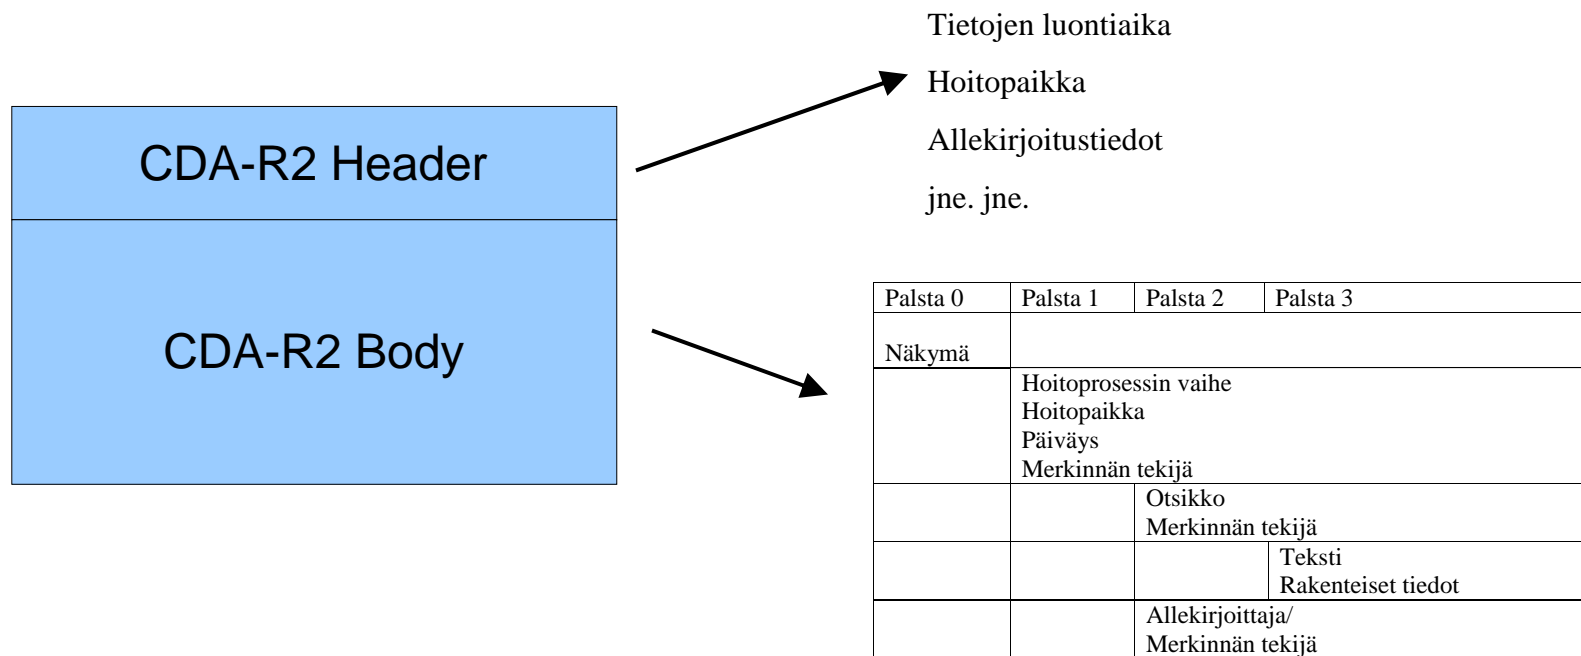 Tietojen luontiaika
Hoitopaikka
Allekirjoitustiedot
jne. jne.
CDA-R2 Header
CDA-R2 Body
Palsta 0 Palsta 1 Palsta 2 Palsta 3
Näkymä
Hoitoprosessin vaihe
Hoitopaikka
Päiväys
Merkinnän tekijä
Otsikko
Merkinnän tekijä
Teksti
Rakenteiset tiedot
Allekirjoittaja/
Merkinnän tekijä